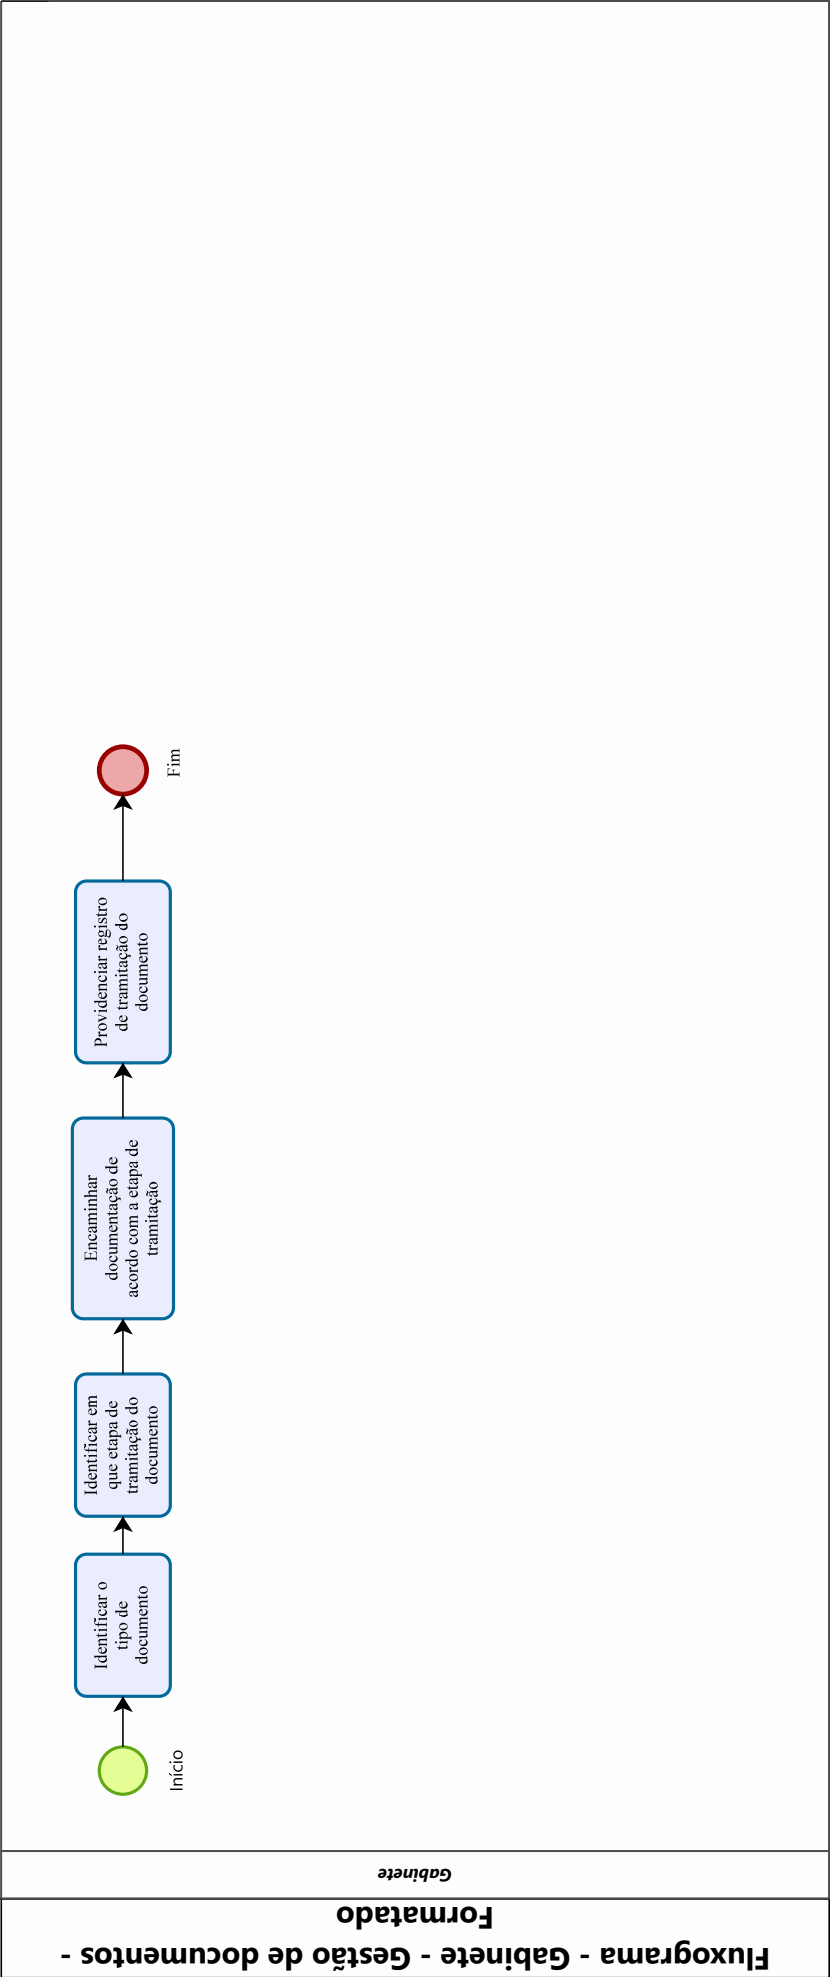 Fluxograma - Gabinete - Gestão de documentos -
Formatado
Gabinete
Início
Identificar o
tipo de
documento
Identificar em
que etapa de
tramitação do
documento
Encaminhar
documentação de
acordo com a etapa de
tramitação
Providenciar registro
de tramitação do
documento
Fim